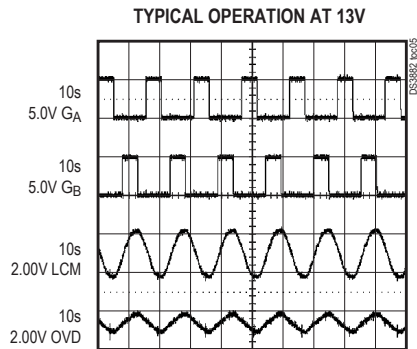 TYPICAL OPERATION AT 13V
DS3882 toc05
10s
5.0V GA
10s
5.0V GB
10s
2.00V LCM
10s
2.00V OVD